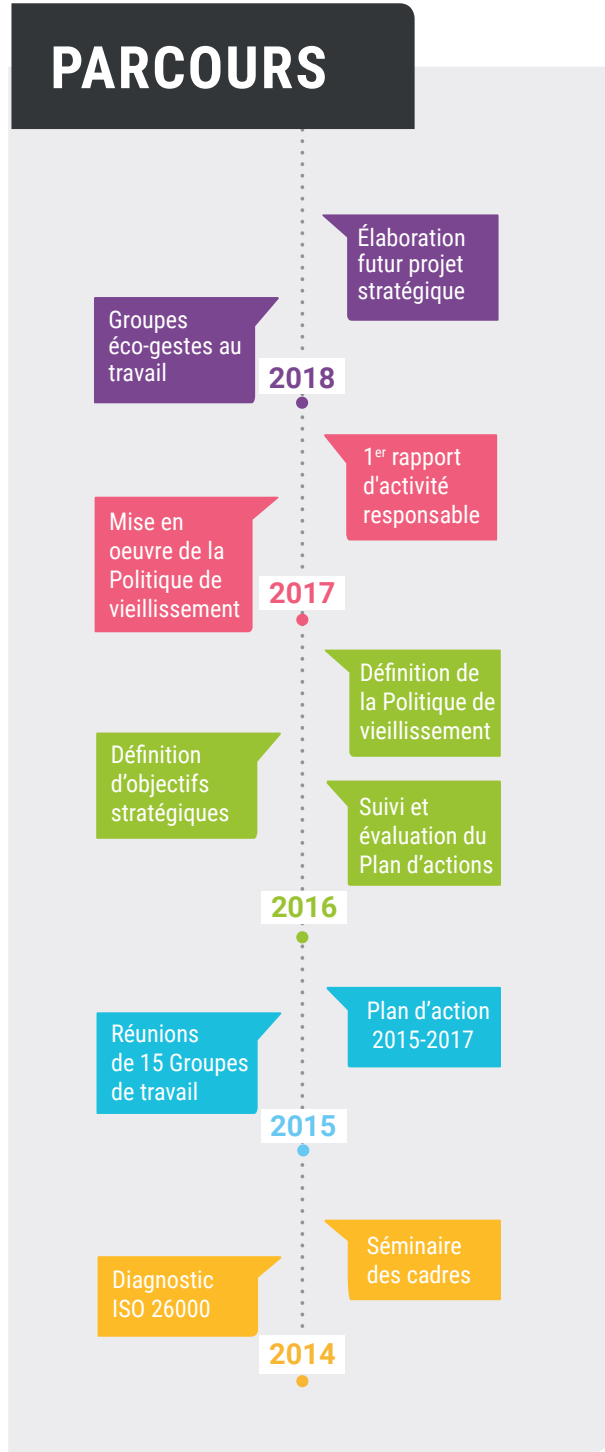 PARCOURS
Élaboration
futur projet
stratégique
Groupes
éco-gestes au
travail
2018
1er rapport
d'activité
responsable
Mise en
oeuvre de la
Politique de
vieillissement
2017
Définition de
la Politique de
vieillissement
Définition
d’objectifs
stratégiques
Suivi et
évaluation du
Plan d’actions
2016
Plan d’action
2015-2017
Réunions
de 15 Groupes
de travail
2015
Séminaire
des cadres
Diagnostic
ISO 26000
2014